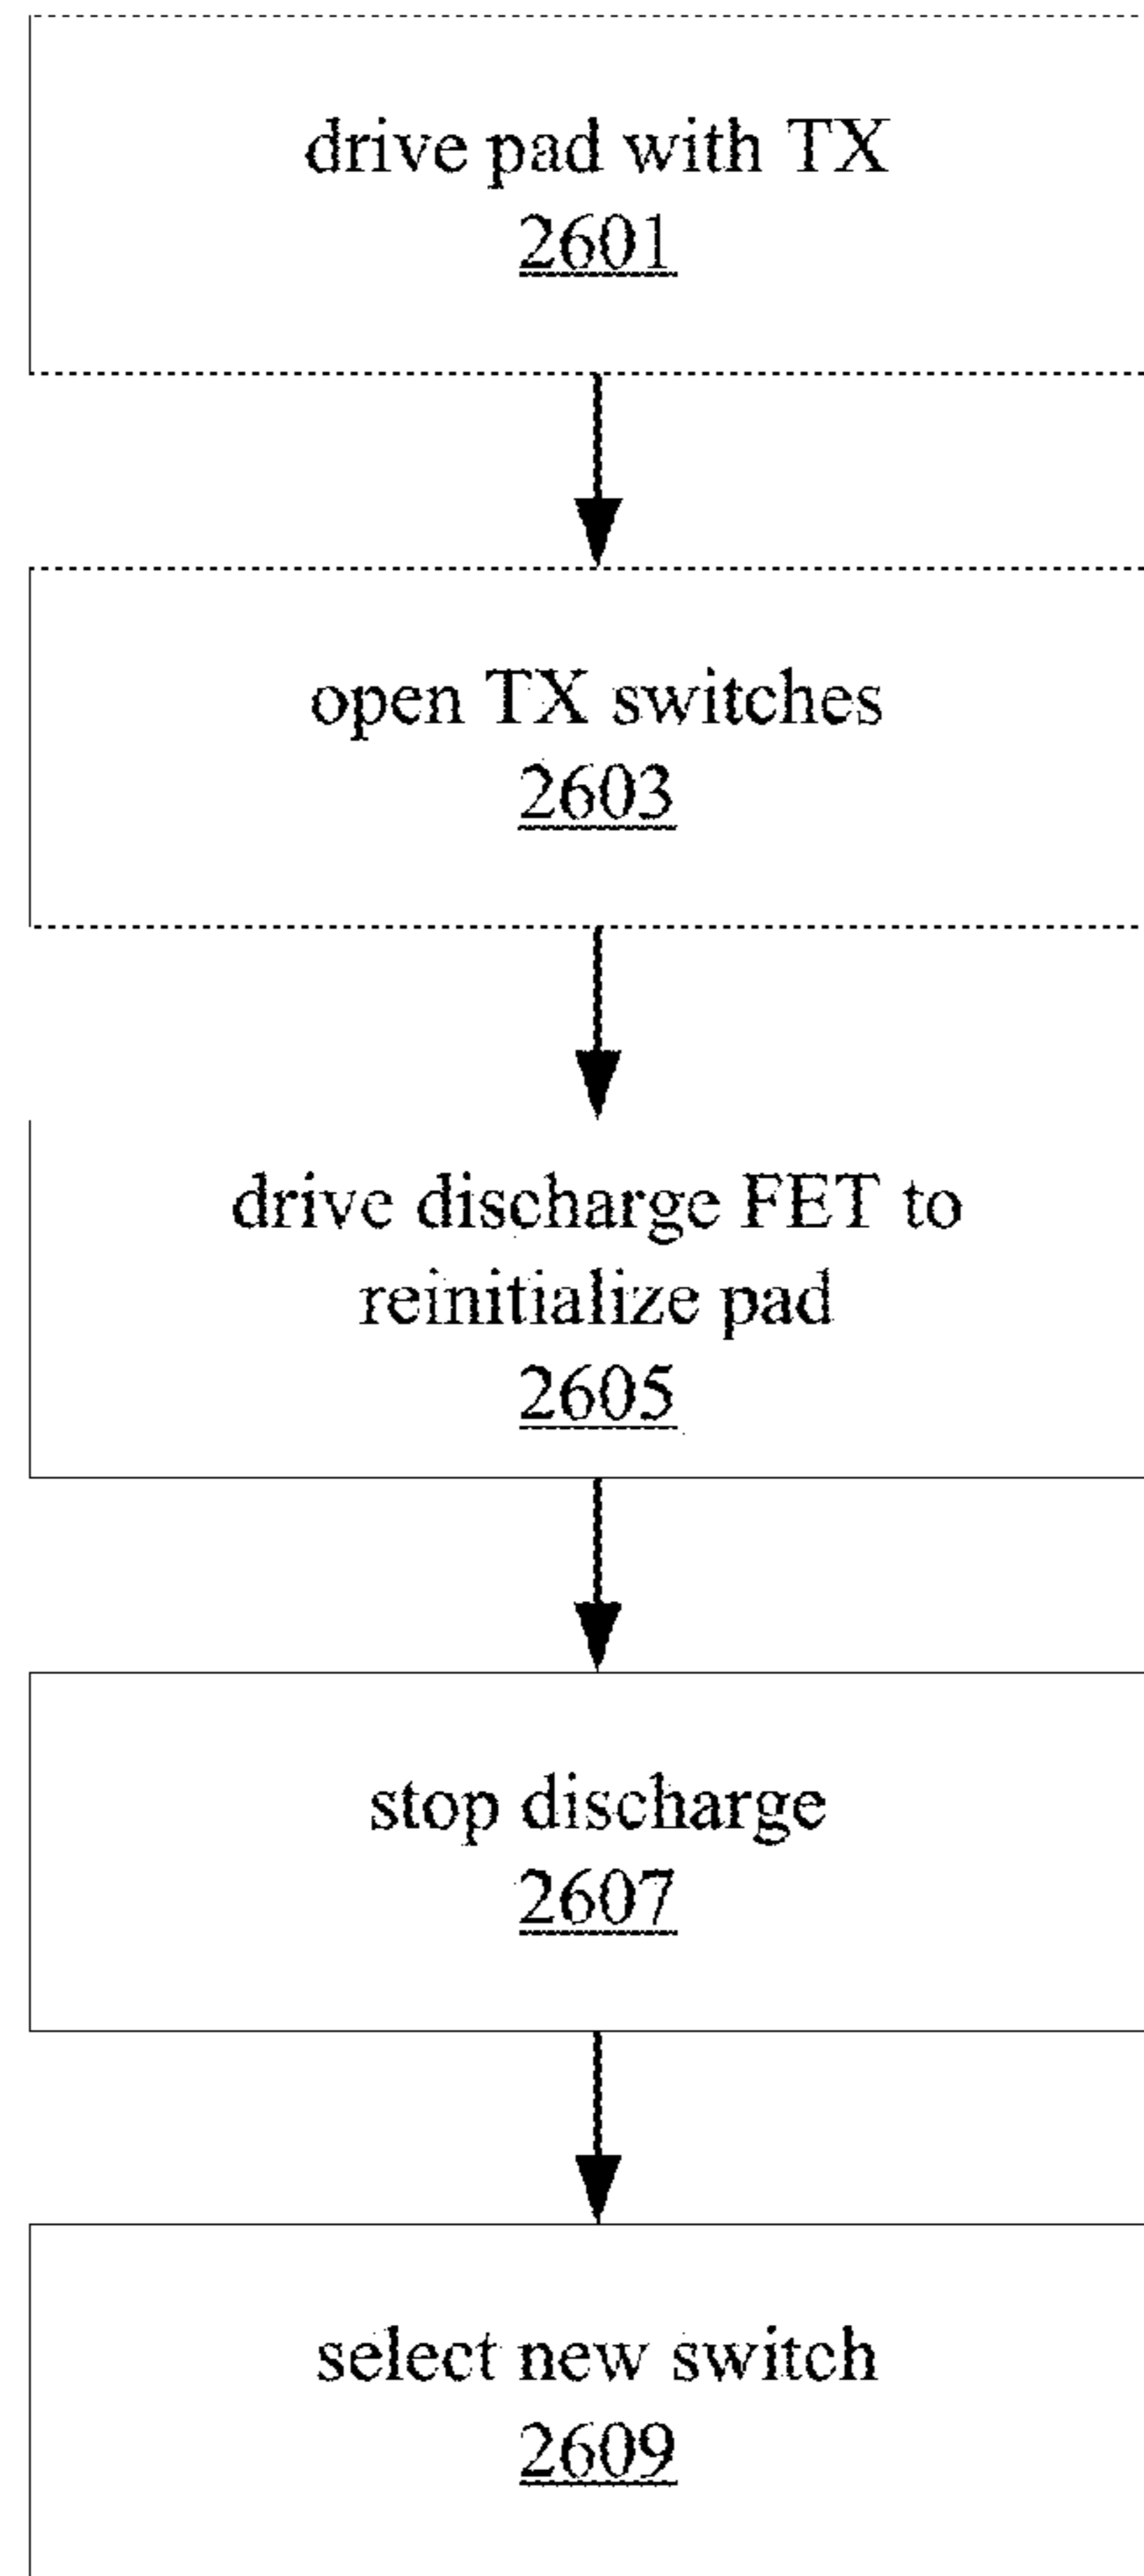 drive pad with TX
2601
open TX switches
2603
drive discharge FET to
reinitialize pad
2605
stop discharge
2607
select new switch
2609